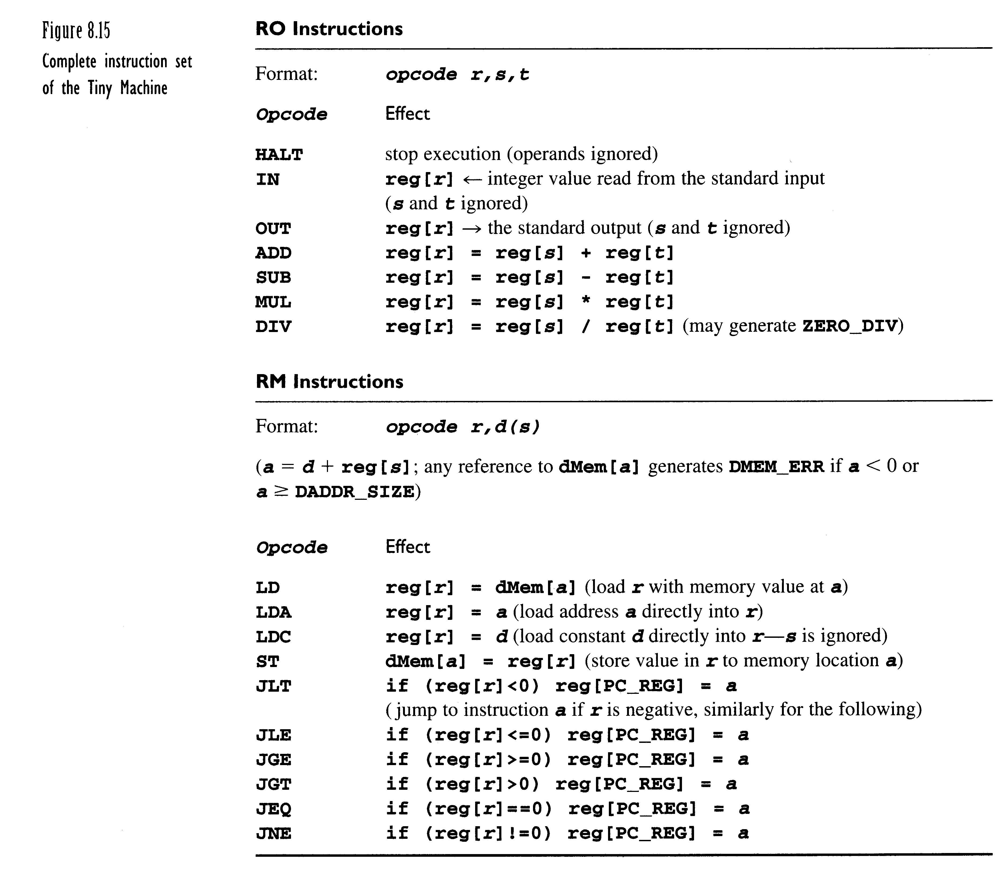 Figure 8.15
Complete instruction set
of the Tiny Machine
RO Instructions
Format: opcode r,s,t
Opcode Effect
HALT stop execution (operands ignored)
IN reg[r] ← integer value read from the standard input
(s and t ignored)
OUT reg[r] → the standard output (s and t ignored)
ADD reg[r] = reg[s] + reg[t]
SUB reg[r] = reg[s] - reg[t]
MUL reg[r] = reg[s] * reg[t]
DIV reg[r] = reg[s] / reg[t] (may generate ZERO_DIV)
RM Instructions
Format: opcode r,d(s)
(a = d + reg[s]; any reference to dMem[a] generates DMEM_ERR if a < 0 or
a ≥ DADDR_SIZE)
Opcode Effect
LD reg[r] = dMem[a] (load r with memory value at a)
LDA reg[r] = a (load address a directly into r)
LDC reg[r] = d (load constant d directly into r—s is ignored)
ST dMem[a] = reg[r] (store value in r to memory location a)
JLT if (reg[r]<0) reg[PC_REG] = a
(jump to instruction a if r is negative, similarly for the following)
JLE if (reg[r]<=0) reg[PC_REG] = a
JGE if (reg[r]>=0) reg[PC_REG] = a
JGT if (reg[r]>0) reg[PC_REG] = a
JEQ if (reg[r]==0) reg[PC_REG] = a
JNE if (reg[r]!=0) reg[PC_REG] = a